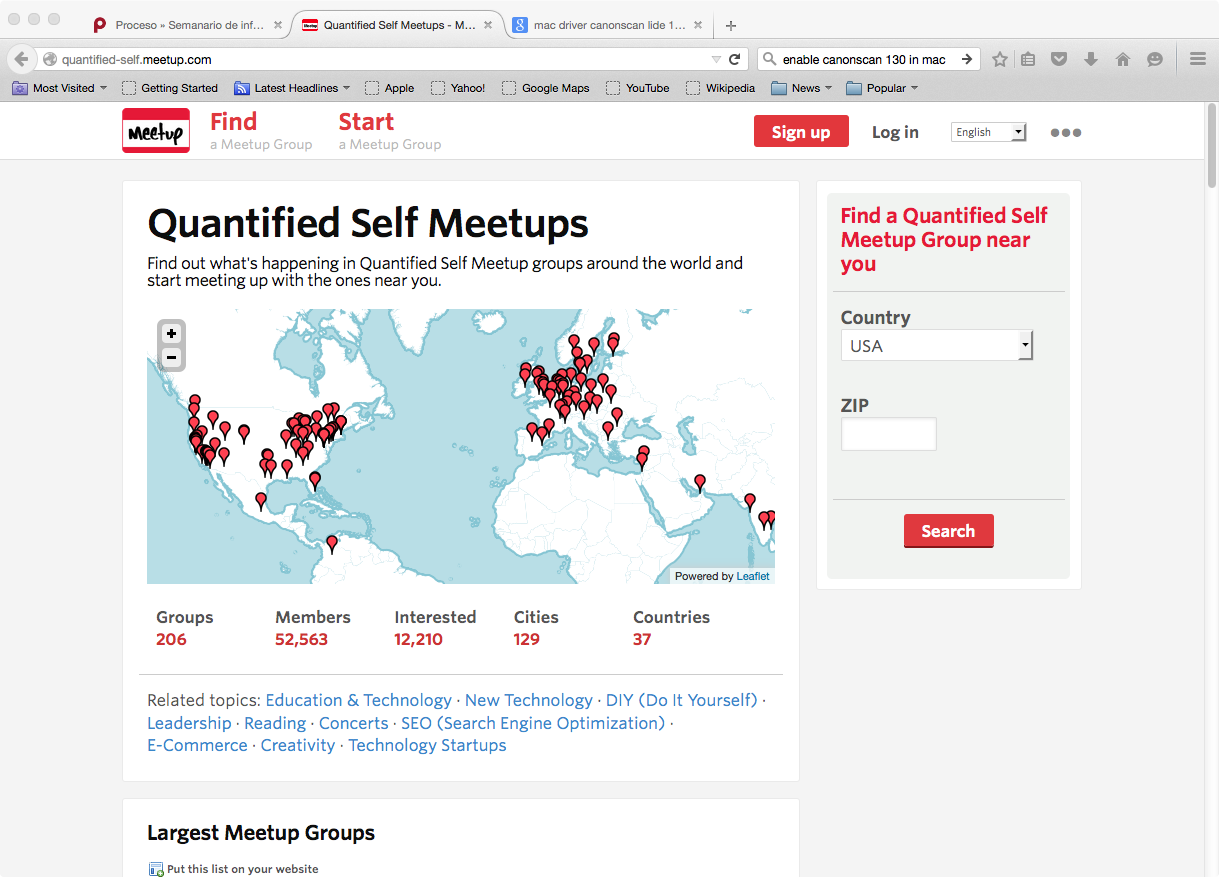 Proceso » Semanario de inf...
Quantified Self Meetups - M...
mac driver canonscan lide 1...
quantified-self.meetup.com
enable canonscan 130 in mac
Most Visited
Getting Started
Latest Headlines
Apple
Yahoo!
Google Maps
YouTube
Wikipedia
News
Popular
Meetup
Find
a Meetup Group
Start
a Meetup Group
Sign up
Log in
English
Quantified Self Meetups
Find out what's happening in Quantified Self Meetup groups around the world and
start meeting up with the ones near you.
+
−
Powered by Leaflet
Groups
206
Members
52,563
Interested
12,210
Cities
129
Countries
37
Related topics: Education & Technology · New Technology · DIY (Do It Yourself) ·
Leadership · Reading · Concerts · SEO (Search Engine Optimization) ·
E-Commerce · Creativity · Technology Startups
Largest Meetup Groups
Put this list on your website
Find a Quantified Self
Meetup Group near
you
Country
USA
ZIP
Search